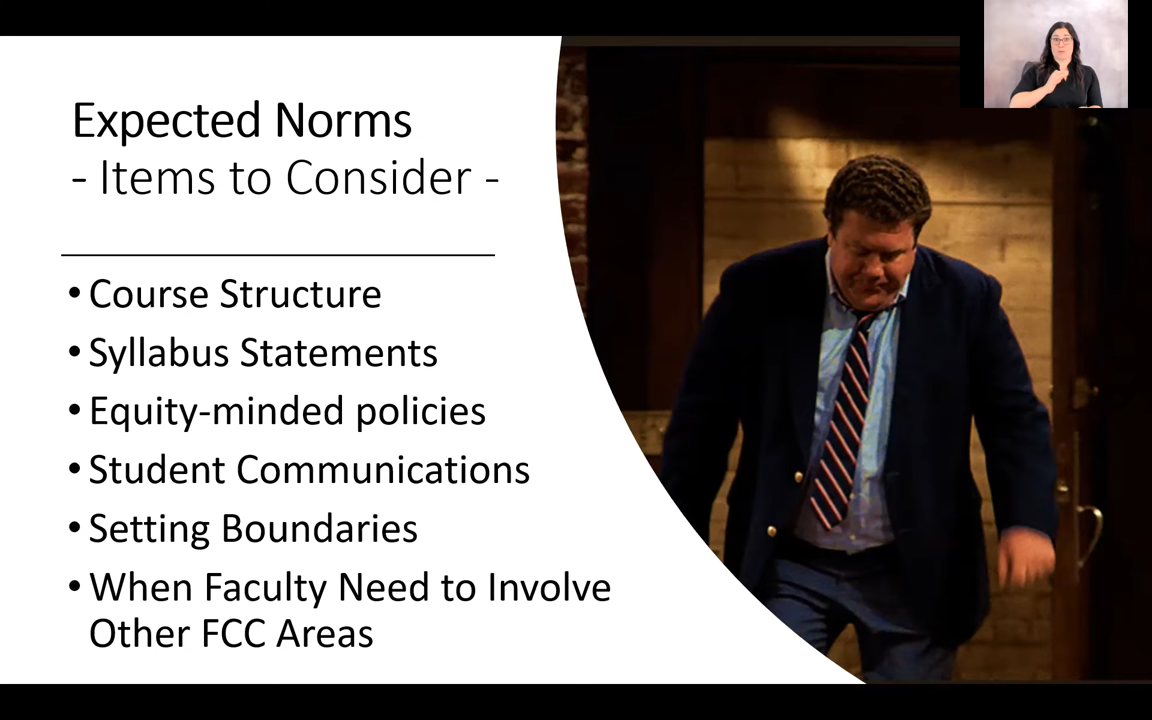 Expected Norms
- Items to Consider -
• Course Structure
• Syllabus Statements
• Equity-minded policies
• Student Communications
• Setting Boundaries
• When Faculty Need to Involve
Other FCC Areas